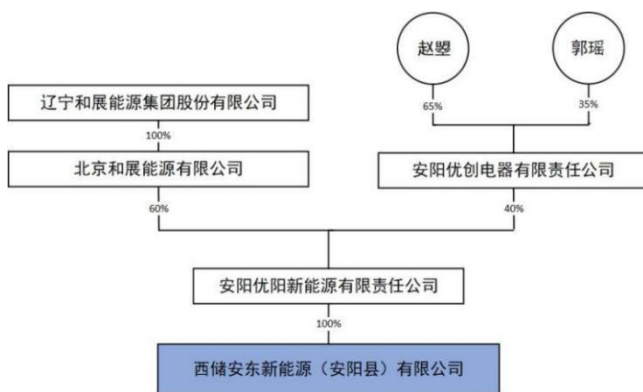 赵曌
郭瑶
65%
35%
辽宁和展能源集团股份有限公司
100%
北京和展能源有限公司
安阳优创电器有限责任公司
60%
40%
安阳优阳新能源有限责任公司
100%
西储安东新能源（安阳县）有限公司